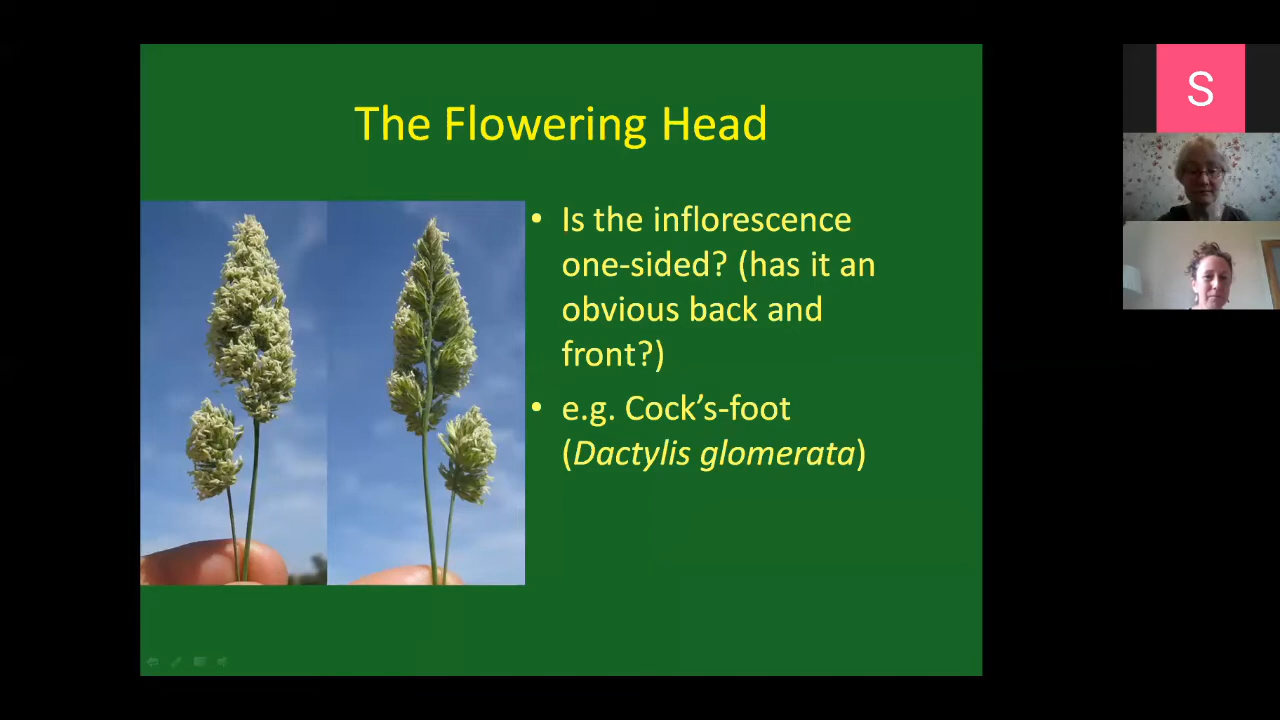 The Flowering Head
• Is the inflorescence
one-sided? (has it an
obvious back and
front?)
• e.g. Cock’s-foot
(Dactylis glomerata)
S